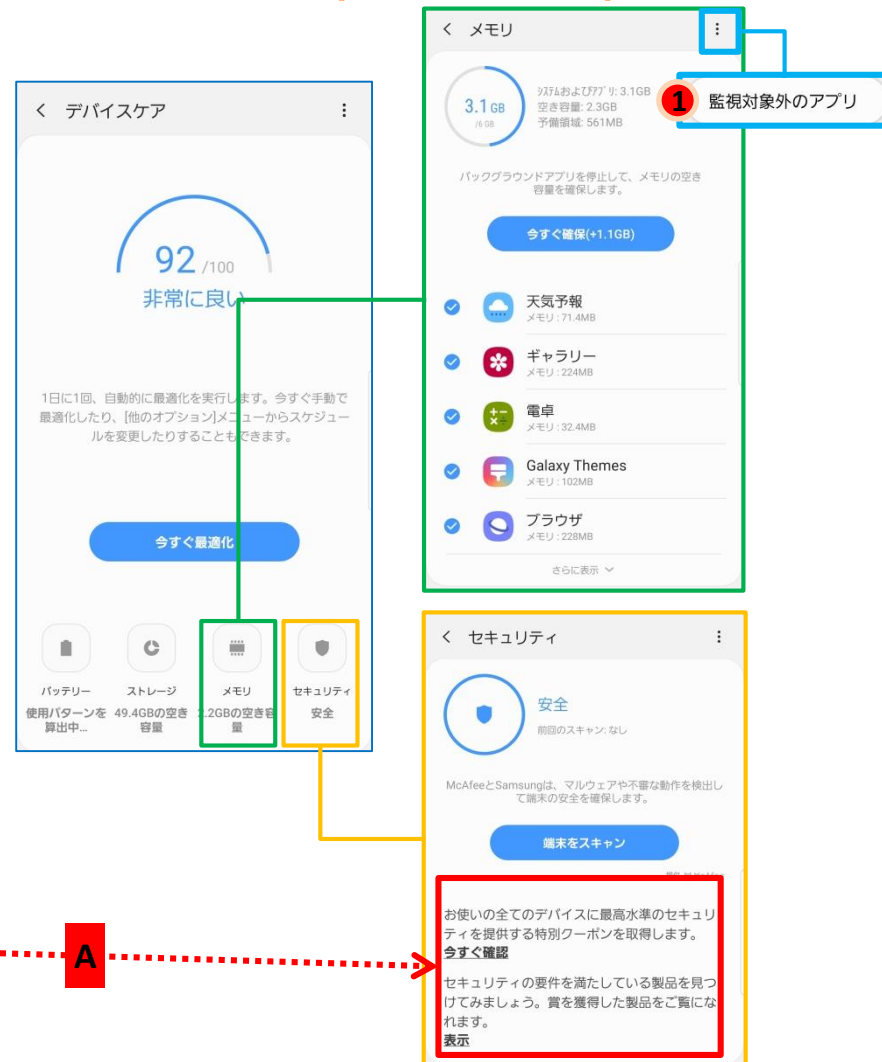 デバイスケア
92 /100
非常に良い
1日に1回、自動的に最適化を実行します。今すぐ手動で
最適化したり、[他のオプション]メニューからスケジュー
ルを変更したりすることもできます。
今すぐ最適化
バッテリー
使用パターンを
算出中...
ストレージ
49.4GBの空き
容量
メモリ
2.2GBの空き容
量
セキュリティ
安全
メモリ
3.1 GB
/6 GB
システムおよびアプリ: 3.1GB
空き容量: 2.3GB
予備領域: 561MB
1 監視対象外のアプリ
バックグラウンドアプリを停止して、メモリの空き
容量を確保します。
今すぐ確保(+1.1GB)
天気予報
メモリ : 71.4MB
ギャラリー
メモリ : 224MB
電卓
メモリ : 32.4MB
Galaxy Themes
メモリ : 102MB
ブラウザ
メモリ : 228MB
さらに表示
セキュリティ
安全
前回のスキャン: なし
McAfeeとSamsungは、マルウェアや不審な動作を検出し
て端末の安全を確保します。
端末をスキャン
A
お使いの全てのデバイスに最高水準のセキュリ
ティを提供する特別クーポンを取得します。
今すぐ確認
セキュリティの要件を満たしている製品を見つ
けてみましょう。賞を獲得した製品をご覧にな
れます。
表示